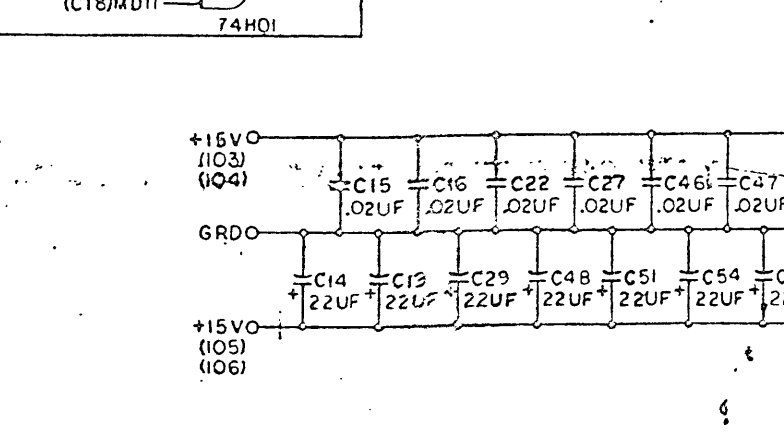 (C18)MD11
74H01
+15V
(103)
(104)
C15 C16 C22 C27 C46 C47
.02UF .02UF .02UF .02UF .02UF .02UF
GRD
C14 C13 C29 C48 C51 C54
+ 22UF + 22UF 22UF + 22UF + 22UF + 22UF +
+15V
(105)
(106)